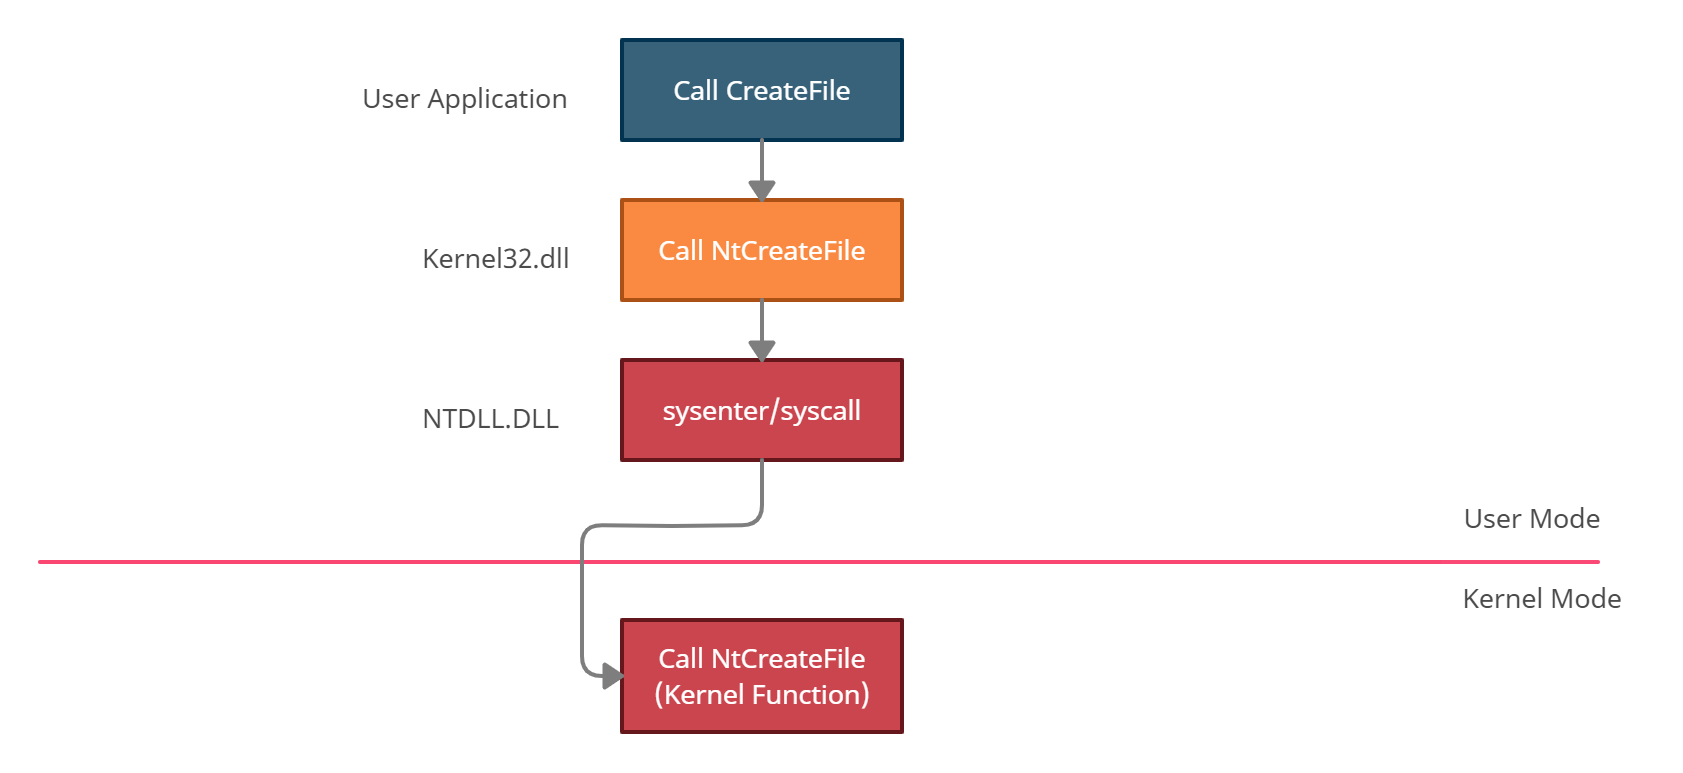 User Application
Call CreateFile
Kernel32.dll
Call NtCreateFile
NTDLL.DLL
sysenter/syscall
User Mode
Kernel Mode
Call NtCreateFile
(Kernel Function)